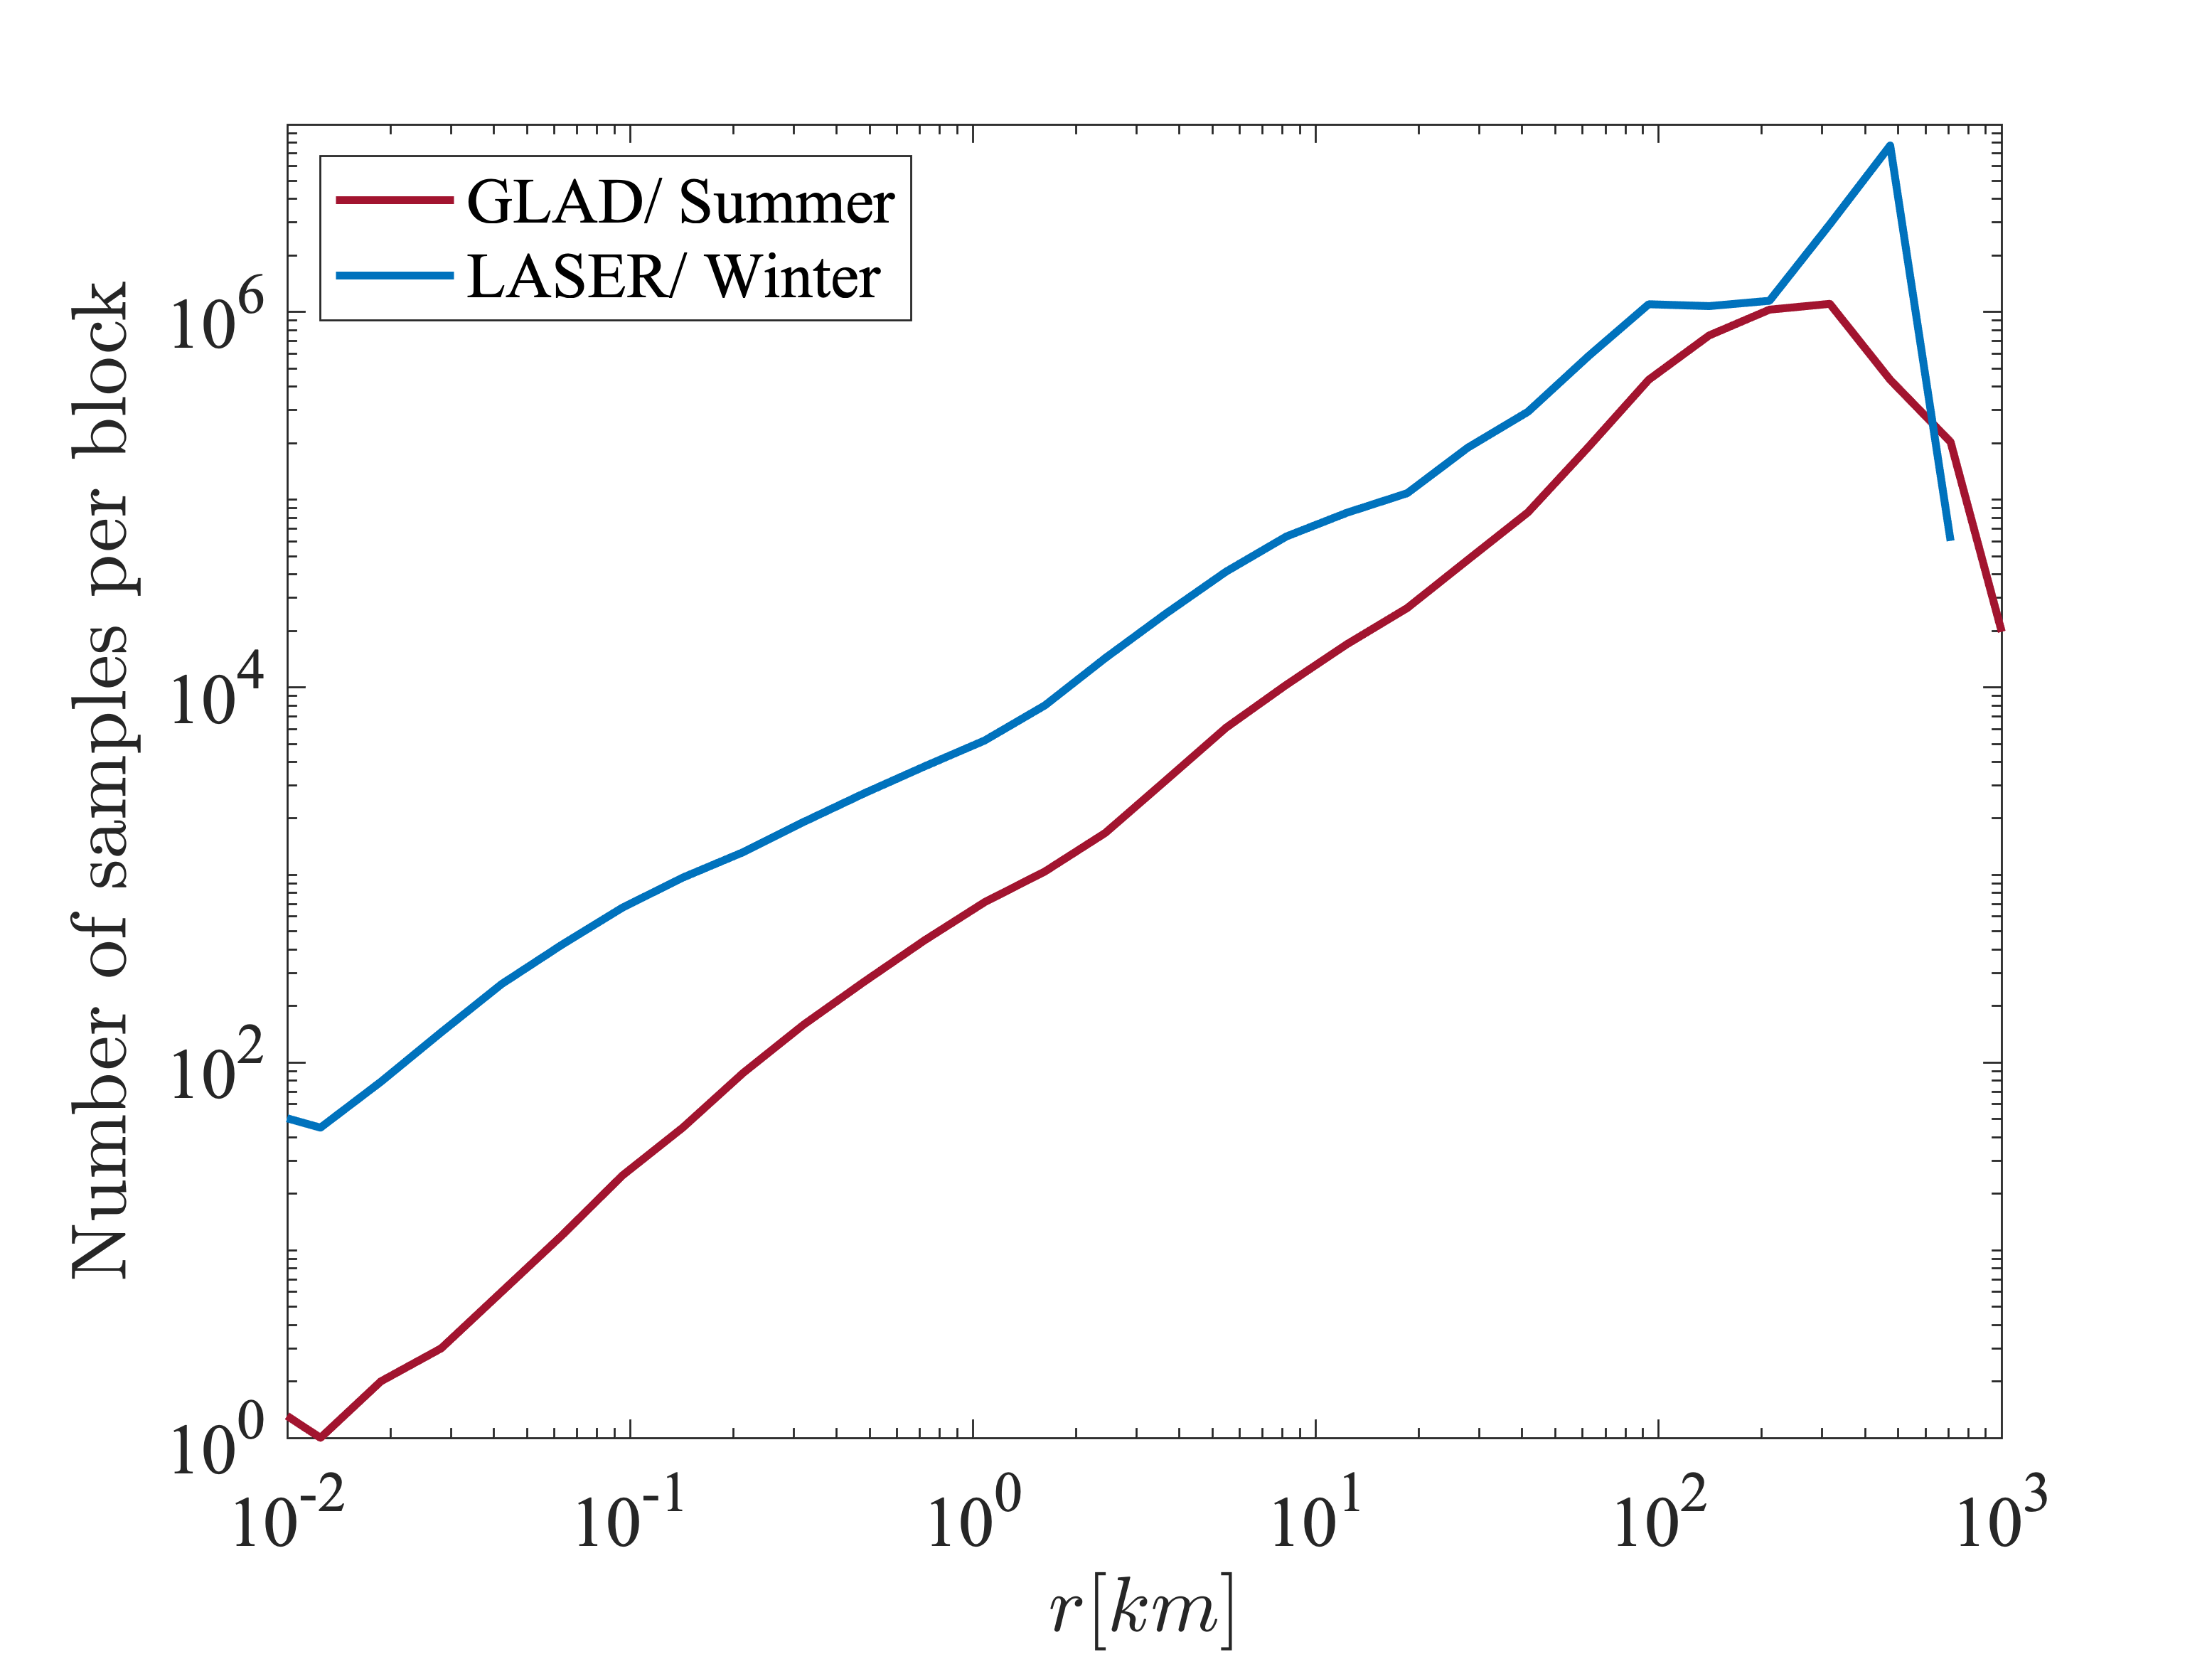 GLAD/ Summer
LASER/ Winter
Number of samples per block
10^6
10^4
10^2
10^0
10^-2 10^-1 10^0 10^1 10^2 10^3
r[km]